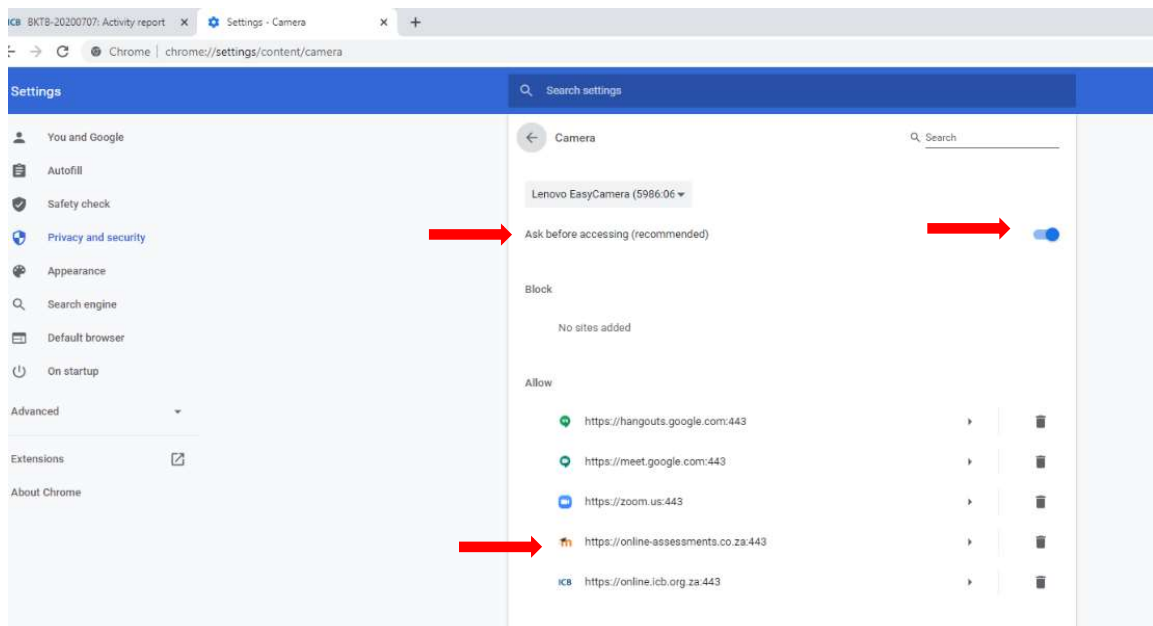 ICB BKTB-20200707: Activity report
Settings - Camera
Chrome | chrome://settings/content/camera
Settings
Search settings
You and Google
Autofill
Safety check
Privacy and security
Appearance
Search engine
Default browser
On startup
Advanced
Extensions
About Chrome
Camera
Search
Lenovo EasyCamera (5986:06
Ask before accessing (recommended)
Block
No sites added
Allow
https://hangouts.google.com:443
https://meet.google.com:443
https://zoom.us:443
https://online-assessments.co.za:443
ICB https://online.icb.org.za:443